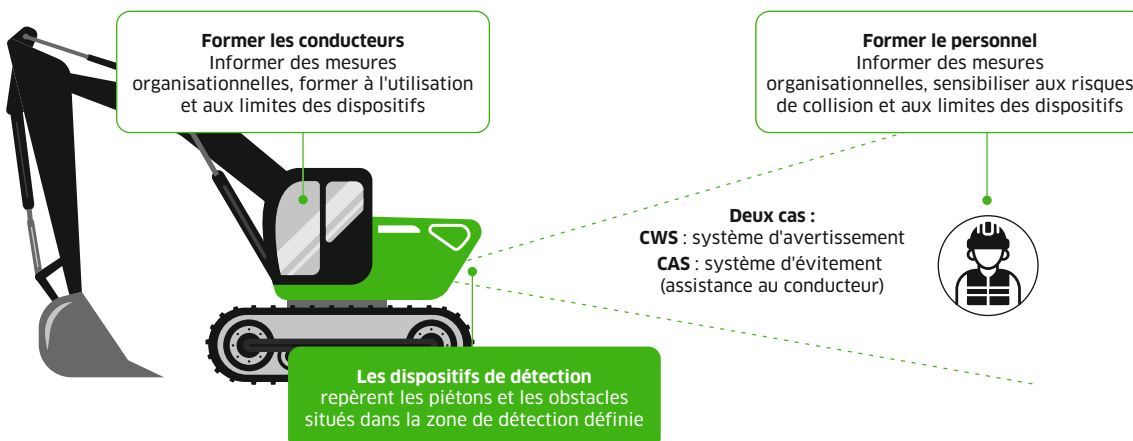 Former les conducteurs
Informer des mesures
organisationnelles, former à l'utilisation
et aux limites des dispositifs
Former le personnel
Informer des mesures
organisationnelles, sensibiliser aux risques
de collision et aux limites des dispositifs
Deux cas :
CWS : système d'avertissement
CAS : système d'évitement
(assistance au conducteur)
Les dispositifs de détection
repèrent les piétons et les obstacles
situés dans la zone de détection définie